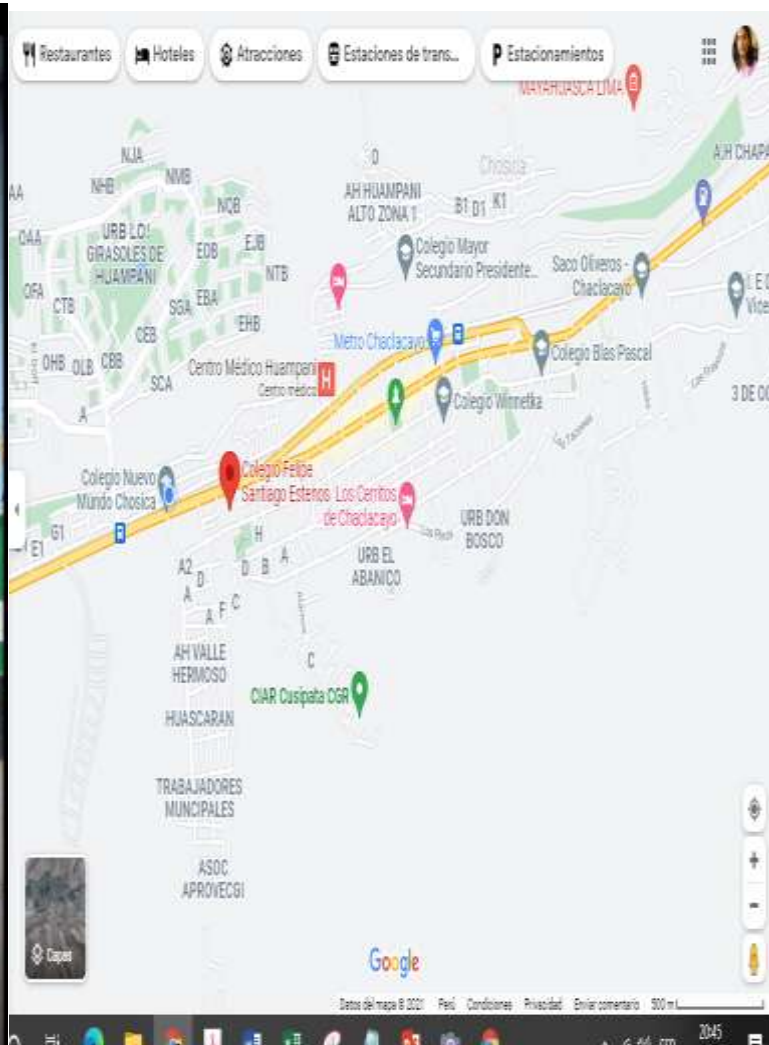 Restaurantes
Hoteles
Atracciones
Estaciones de trans...
P Estacionamientos
MAYAHUASCA LIMA
A.H CHAPA
NJA
NHB
NMB
AA
NQB
O
Chosica
AH HUAMPANI
ALTO ZONA 1
B1 D1 K1
OAA
URB LO!
GIRASOLES DE
HUAMPANI
EOB
EJB
NTB
Colegio Mayor
Secundario Presidente...
Saco Oliveros -
Chaclacayo
OFA
CTB
SGA
EBA
EHB
CEB
Metro Chaclacayo
OHB
OLB
CBB
SCA
Centro Médico Huampani
Centro médico
H
Colegio Blas Pascal
A
Colegio Winnetka
3 DE OC
Colegio Nuevo
Mundo Chosica
Colegio Felipe
Santiago Estenos
Los Cerritos
de Chaclacayo
G1
E1
H
URB DON
BOSCO
A2
D
D
B
A
URB EL
ABANICO
A
A
F
C
AH VALLE
HERMOSO
C
CIAR Cusipata CGR
HUASCARAN
TRABAJADORES
MUNCIPALES
ASOC
APROVECGI
Capas
Google
Datos del mapa © 2021
Perú
Condiciones
Privacidad
Enviar comentario
500 m
20:45